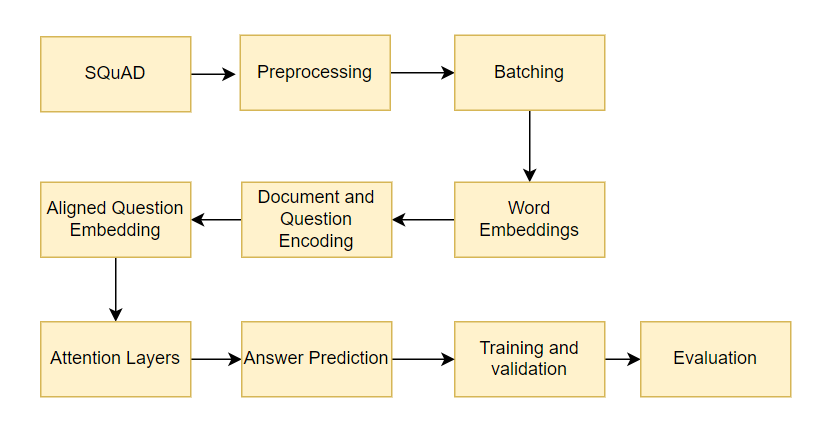 SQuAD
Preprocessing
Batching
Aligned Question
Embedding
Document and
Question
Encoding
Word
Embeddings
Attention Layers
Answer Prediction
Training and
validation
Evaluation